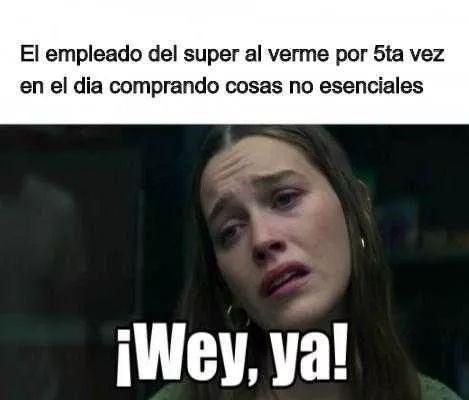 El empleado del super al verme por 5ta vez
en el dia comprando cosas no esenciales
¡Wey, ya!